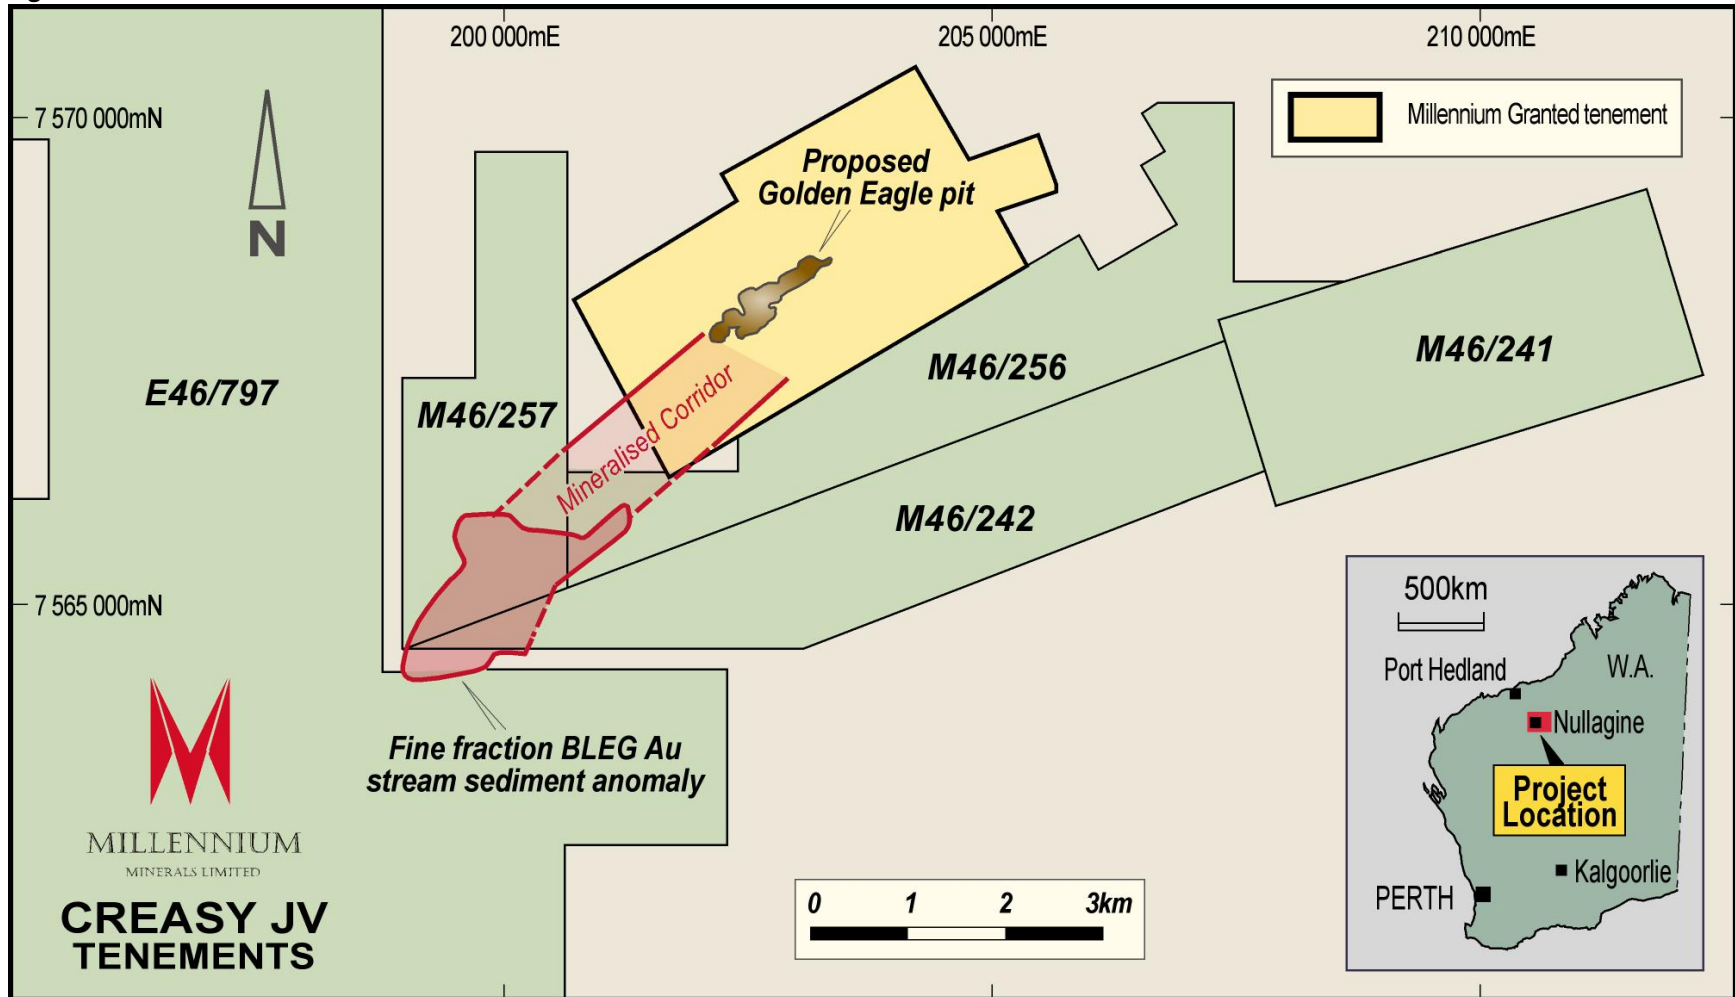 200 000mE
205 000mE
210 000mE
7 570 000mN
Millennium Granted tenement
Proposed
Golden Eagle pit
N
E46/797
M46/257
M46/256
M46/241
Mineralised Corridor
M46/242
7 565 000mN
500km
Port Hedland
W.A.
Nullagine
Project
Location
Kalgoorlie
PERTH
Fine fraction BLEG Au
stream sediment anomaly
MILLENNIUM
MINERALS LIMITED
CREASY JV
TENEMENTS
0 1 2 3km